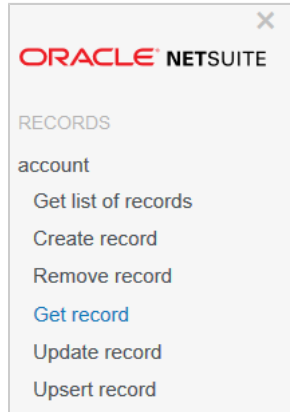 ORACLE NETSUITE
RECORDS
account
Get list of records
Create record
Remove record
Get record
Update record
Upsert record